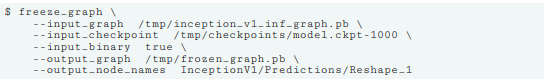 $ freeze_graph \
--input_graph /tmp/inception_v1_inf_graph.pb \
--input_checkpoint /tmp/checkpoints/model.ckpt-1000 \
--input_binary true \
--output_graph /tmp/frozen_graph.pb \
--output_node_names InceptionV1/Predictions/Reshape_1